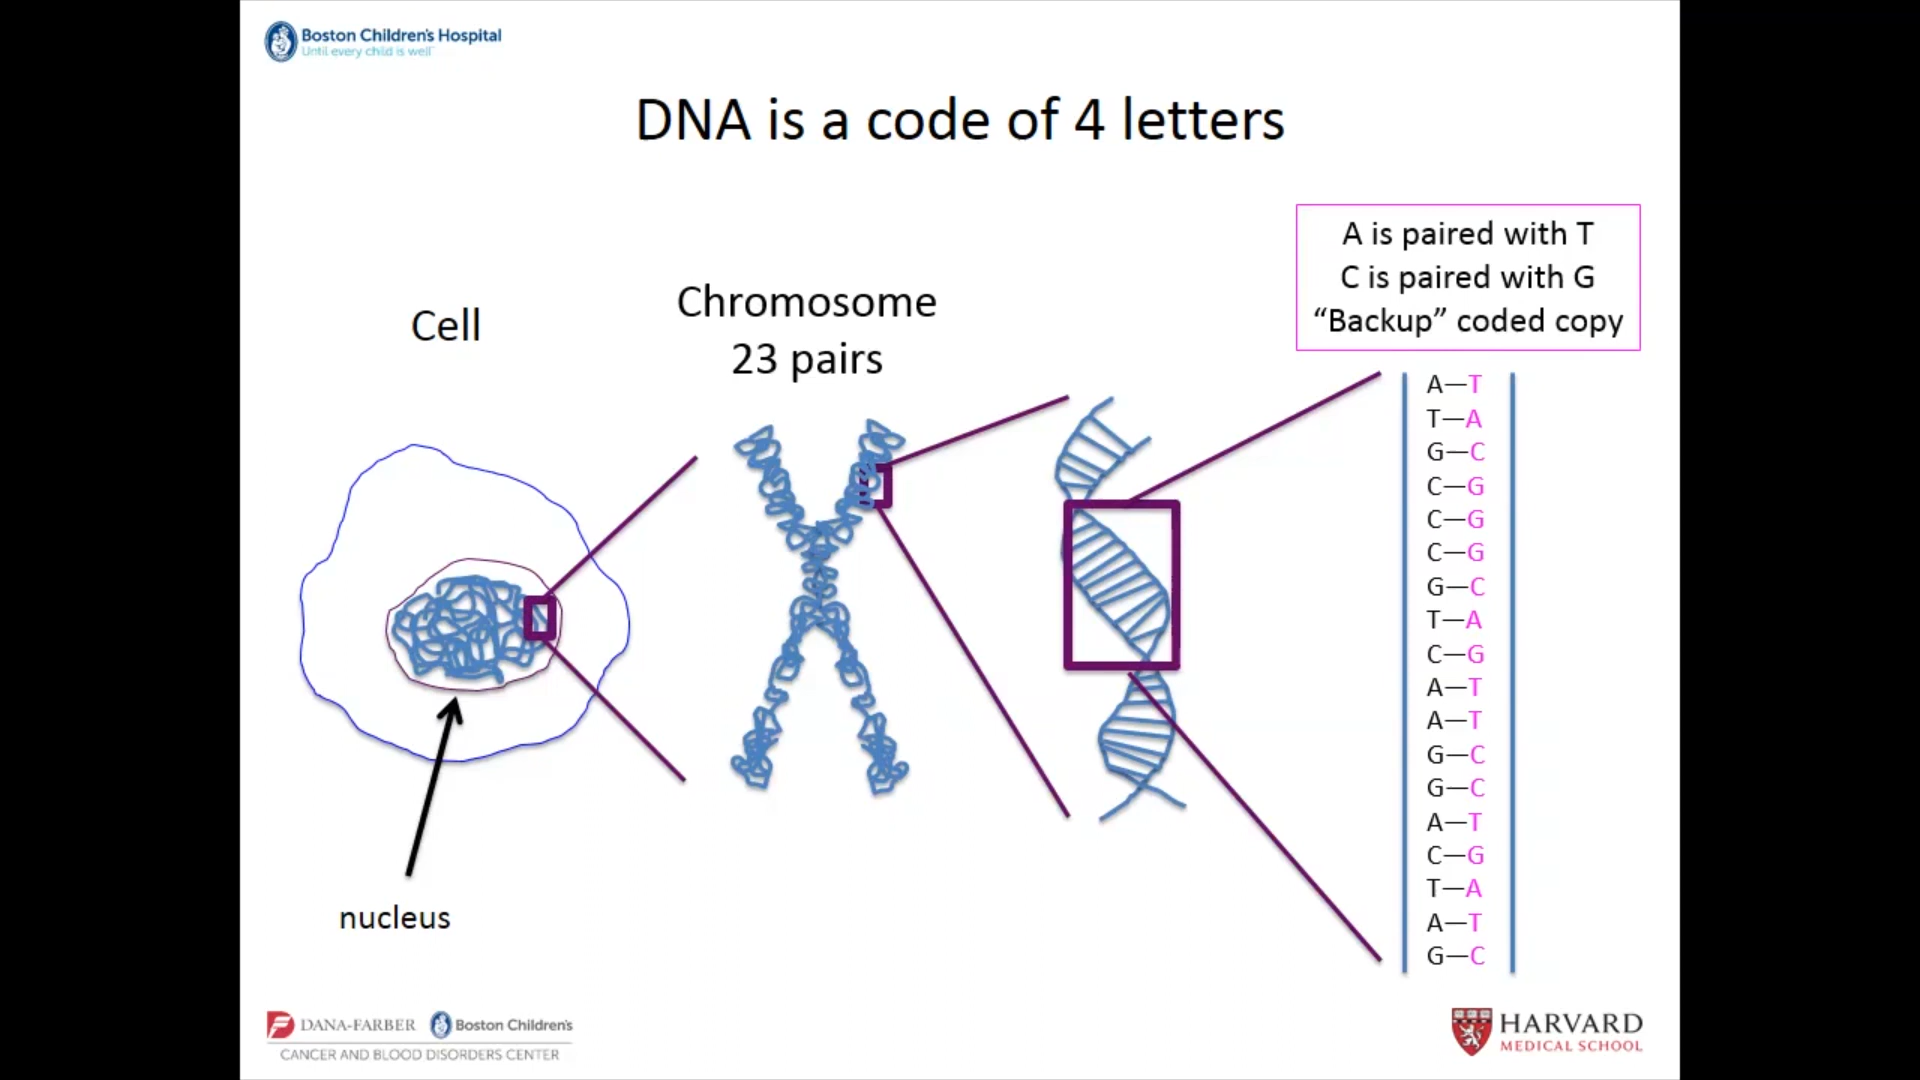 Boston Children's Hospital
Until every child is well™
DNA is a code of 4 letters
A is paired with T
C is paired with G
“Backup” coded copy
Cell
Chromosome
23 pairs
A—T
T—A
G—C
C—G
C—G
C—G
G—C
T—A
C—G
A—T
A—T
G—C
G—C
A—T
C—G
T—A
A—T
G—C
nucleus
DANA-FARBER Boston Children's
CANCER AND BLOOD DISORDERS CENTER
HARVARD
MEDICAL SCHOOL